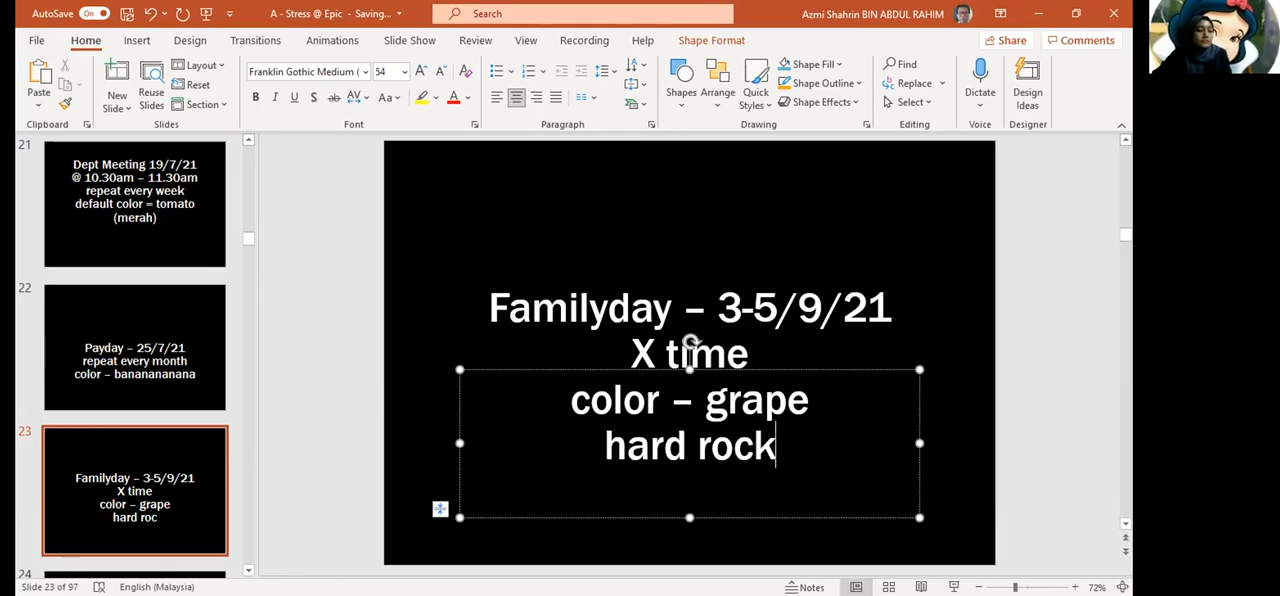 AutoSave On A - Stress @ Epic - Saving... Search Azmi Shahrin BIN ABDUL RAHIM
File Home Insert Design Transitions Animations Slide Show Review View Recording Help Shape Format Share Comments
Paste
Clipboard
New Slide
Reuse Slides
Layout
Reset
Section
Slides
Franklin Gothic Medium ( 54
B I U S ab AV Aa A
Font
Paragraph
Shapes
Arrange
Quick Styles
Shape Fill
Shape Outline
Shape Effects
Drawing
Find
Replace
Select
Editing
Dictate
Voice
Design Ideas
Designer
21
Dept Meeting 19/7/21
@ 10.30am – 11.30am
repeat every week
default color = tomato
(merah)
22
Payday – 25/7/21
repeat every month
color – banananana
23
Familyday – 3-5/9/21
X time
color – grape
hard roc
24
Familyday – 3-5/9/21
X time
color – grape
hard rock
Slide 23 of 97 English (Malaysia) Notes 72%